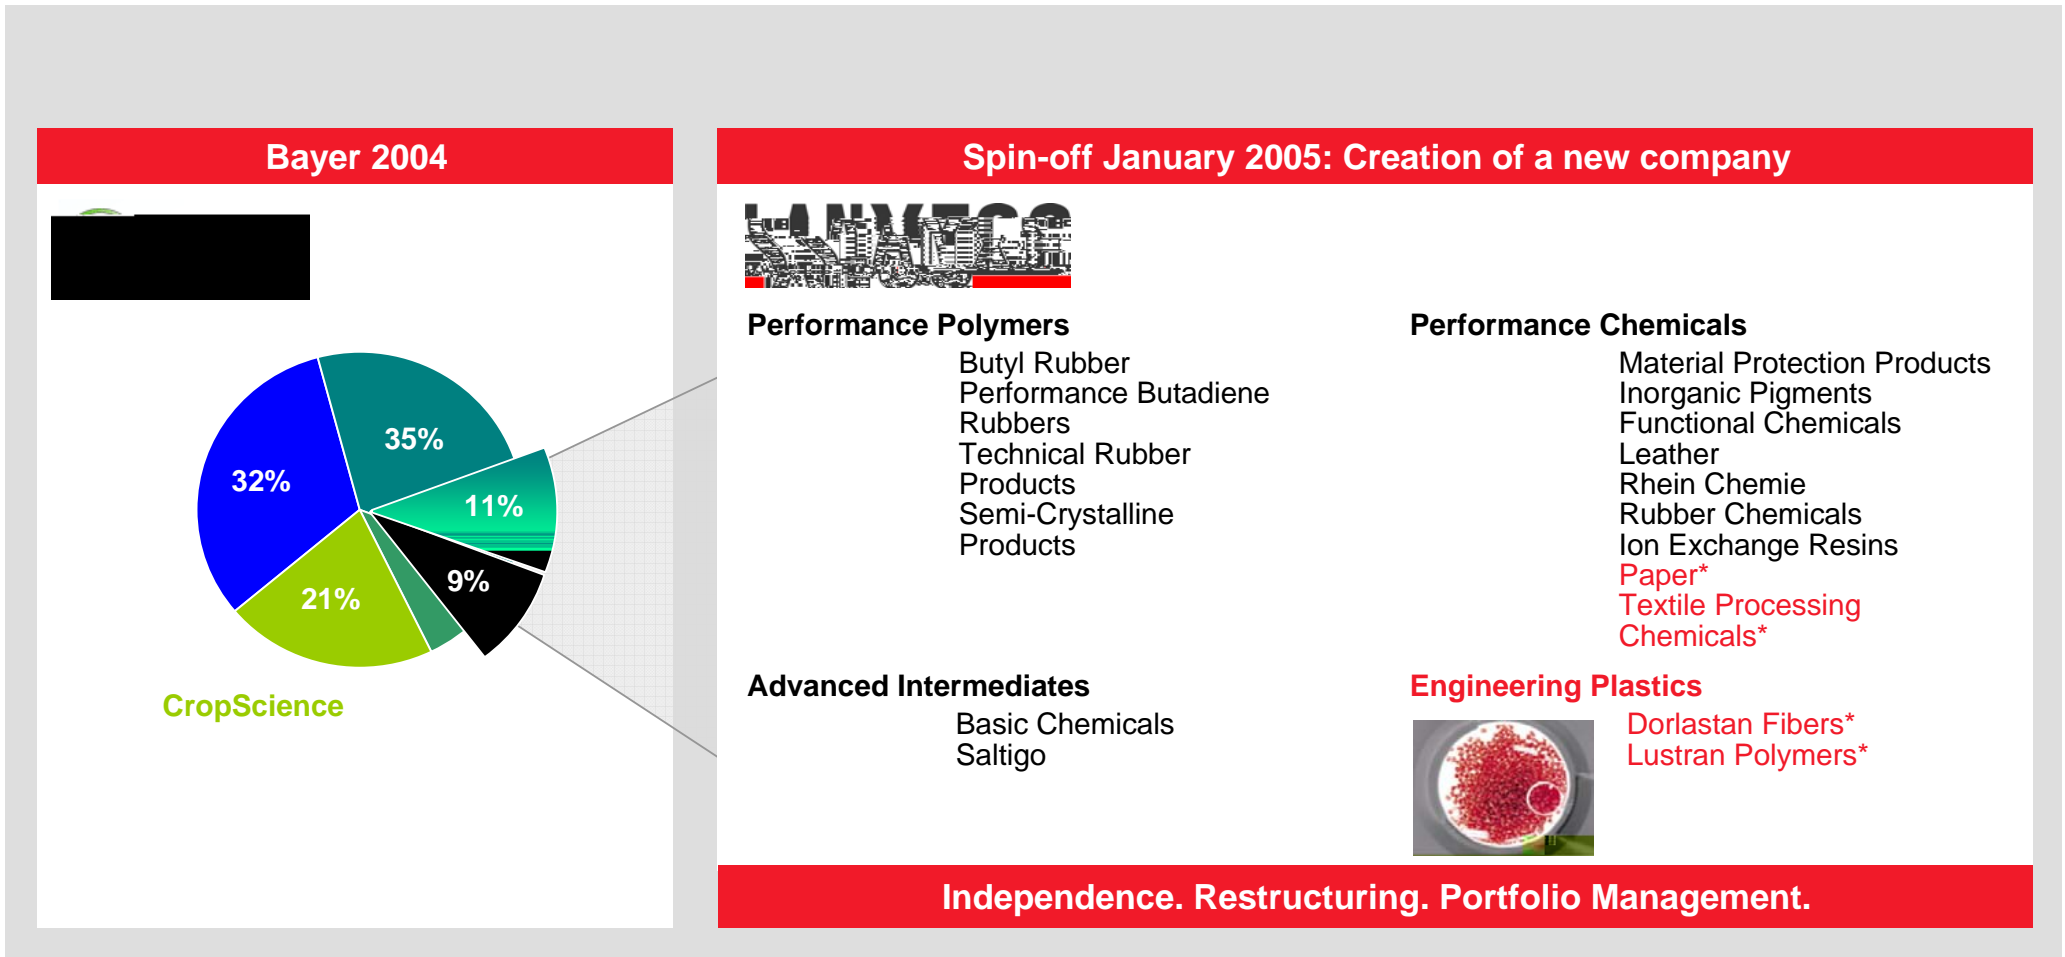 Bayer 2004
35%
32%
11%
9%
21%
CropScience
Spin-off January 2005: Creation of a new company
Performance Polymers
Butyl Rubber
Performance Butadiene
Rubbers
Technical Rubber
Products
Semi-Crystalline
Products
Performance Chemicals
Material Protection Products
Inorganic Pigments
Functional Chemicals
Leather
Rhein Chemie
Rubber Chemicals
Ion Exchange Resins
Paper*
Textile Processing
Chemicals*
Advanced Intermediates
Basic Chemicals
Saltigo
Engineering Plastics
Dorlastan Fibers*
Lustran Polymers*
Independence. Restructuring. Portfolio Management.